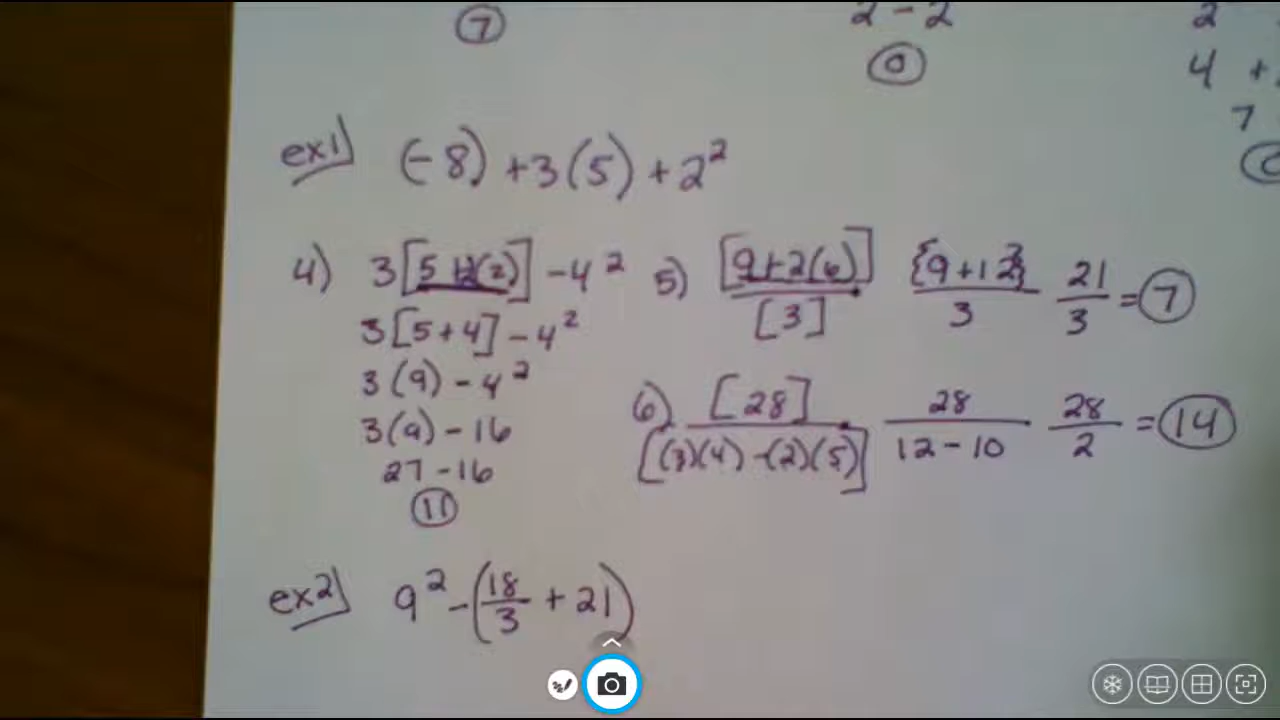 7
2 - 2
0
2
4 +
7
ex1) (-8) + 3(5) + 2²
4) 3[5+2(2)] - 4²
3[5+4] - 4²
3(9) - 4²
3(9) - 16
27 - 16
11
5) [9+2(6)]/[3] {9+12}/3 21/3 = 7
6) [28]/[(3)(4) - (2)(5)] 28/(12-10) 28/2 = 14
ex2) 9² - (18/3 + 21)